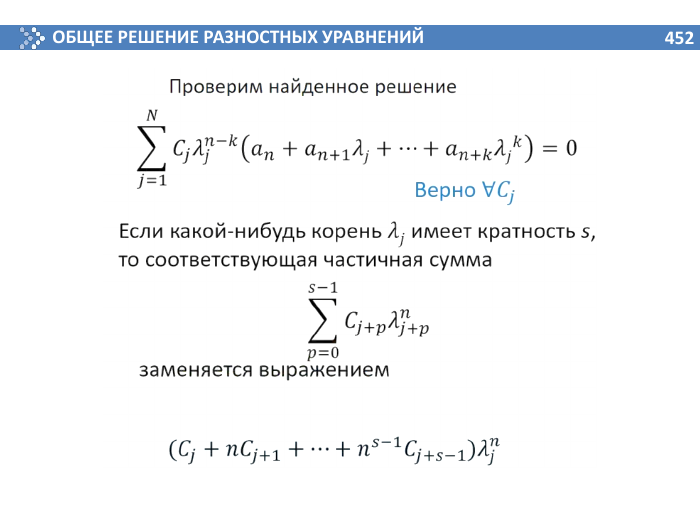 ОБЩЕЕ РЕШЕНИЕ РАЗНОСТНЫХ УРАВНЕНИЙ 452
Проверим найденное решение
$\sum_{j=1}^{N} C_j \lambda_j^{n-k} \left( a_n + a_{n+1} \lambda_j + \cdots + a_{n+k} {\lambda_j}^k \right) = 0$
Верно $\forall C_j$
Если какой-нибудь корень $\lambda_j$ имеет кратность s,
то соответствующая частичная сумма
$\sum_{p=0}^{s-1} C_{j+p} \lambda_{j+p}^{n}$
заменяется выражением
$(C_j + nC_{j+1} + \cdots + n^{s-1} C_{j+s-1}) \lambda_j^n$